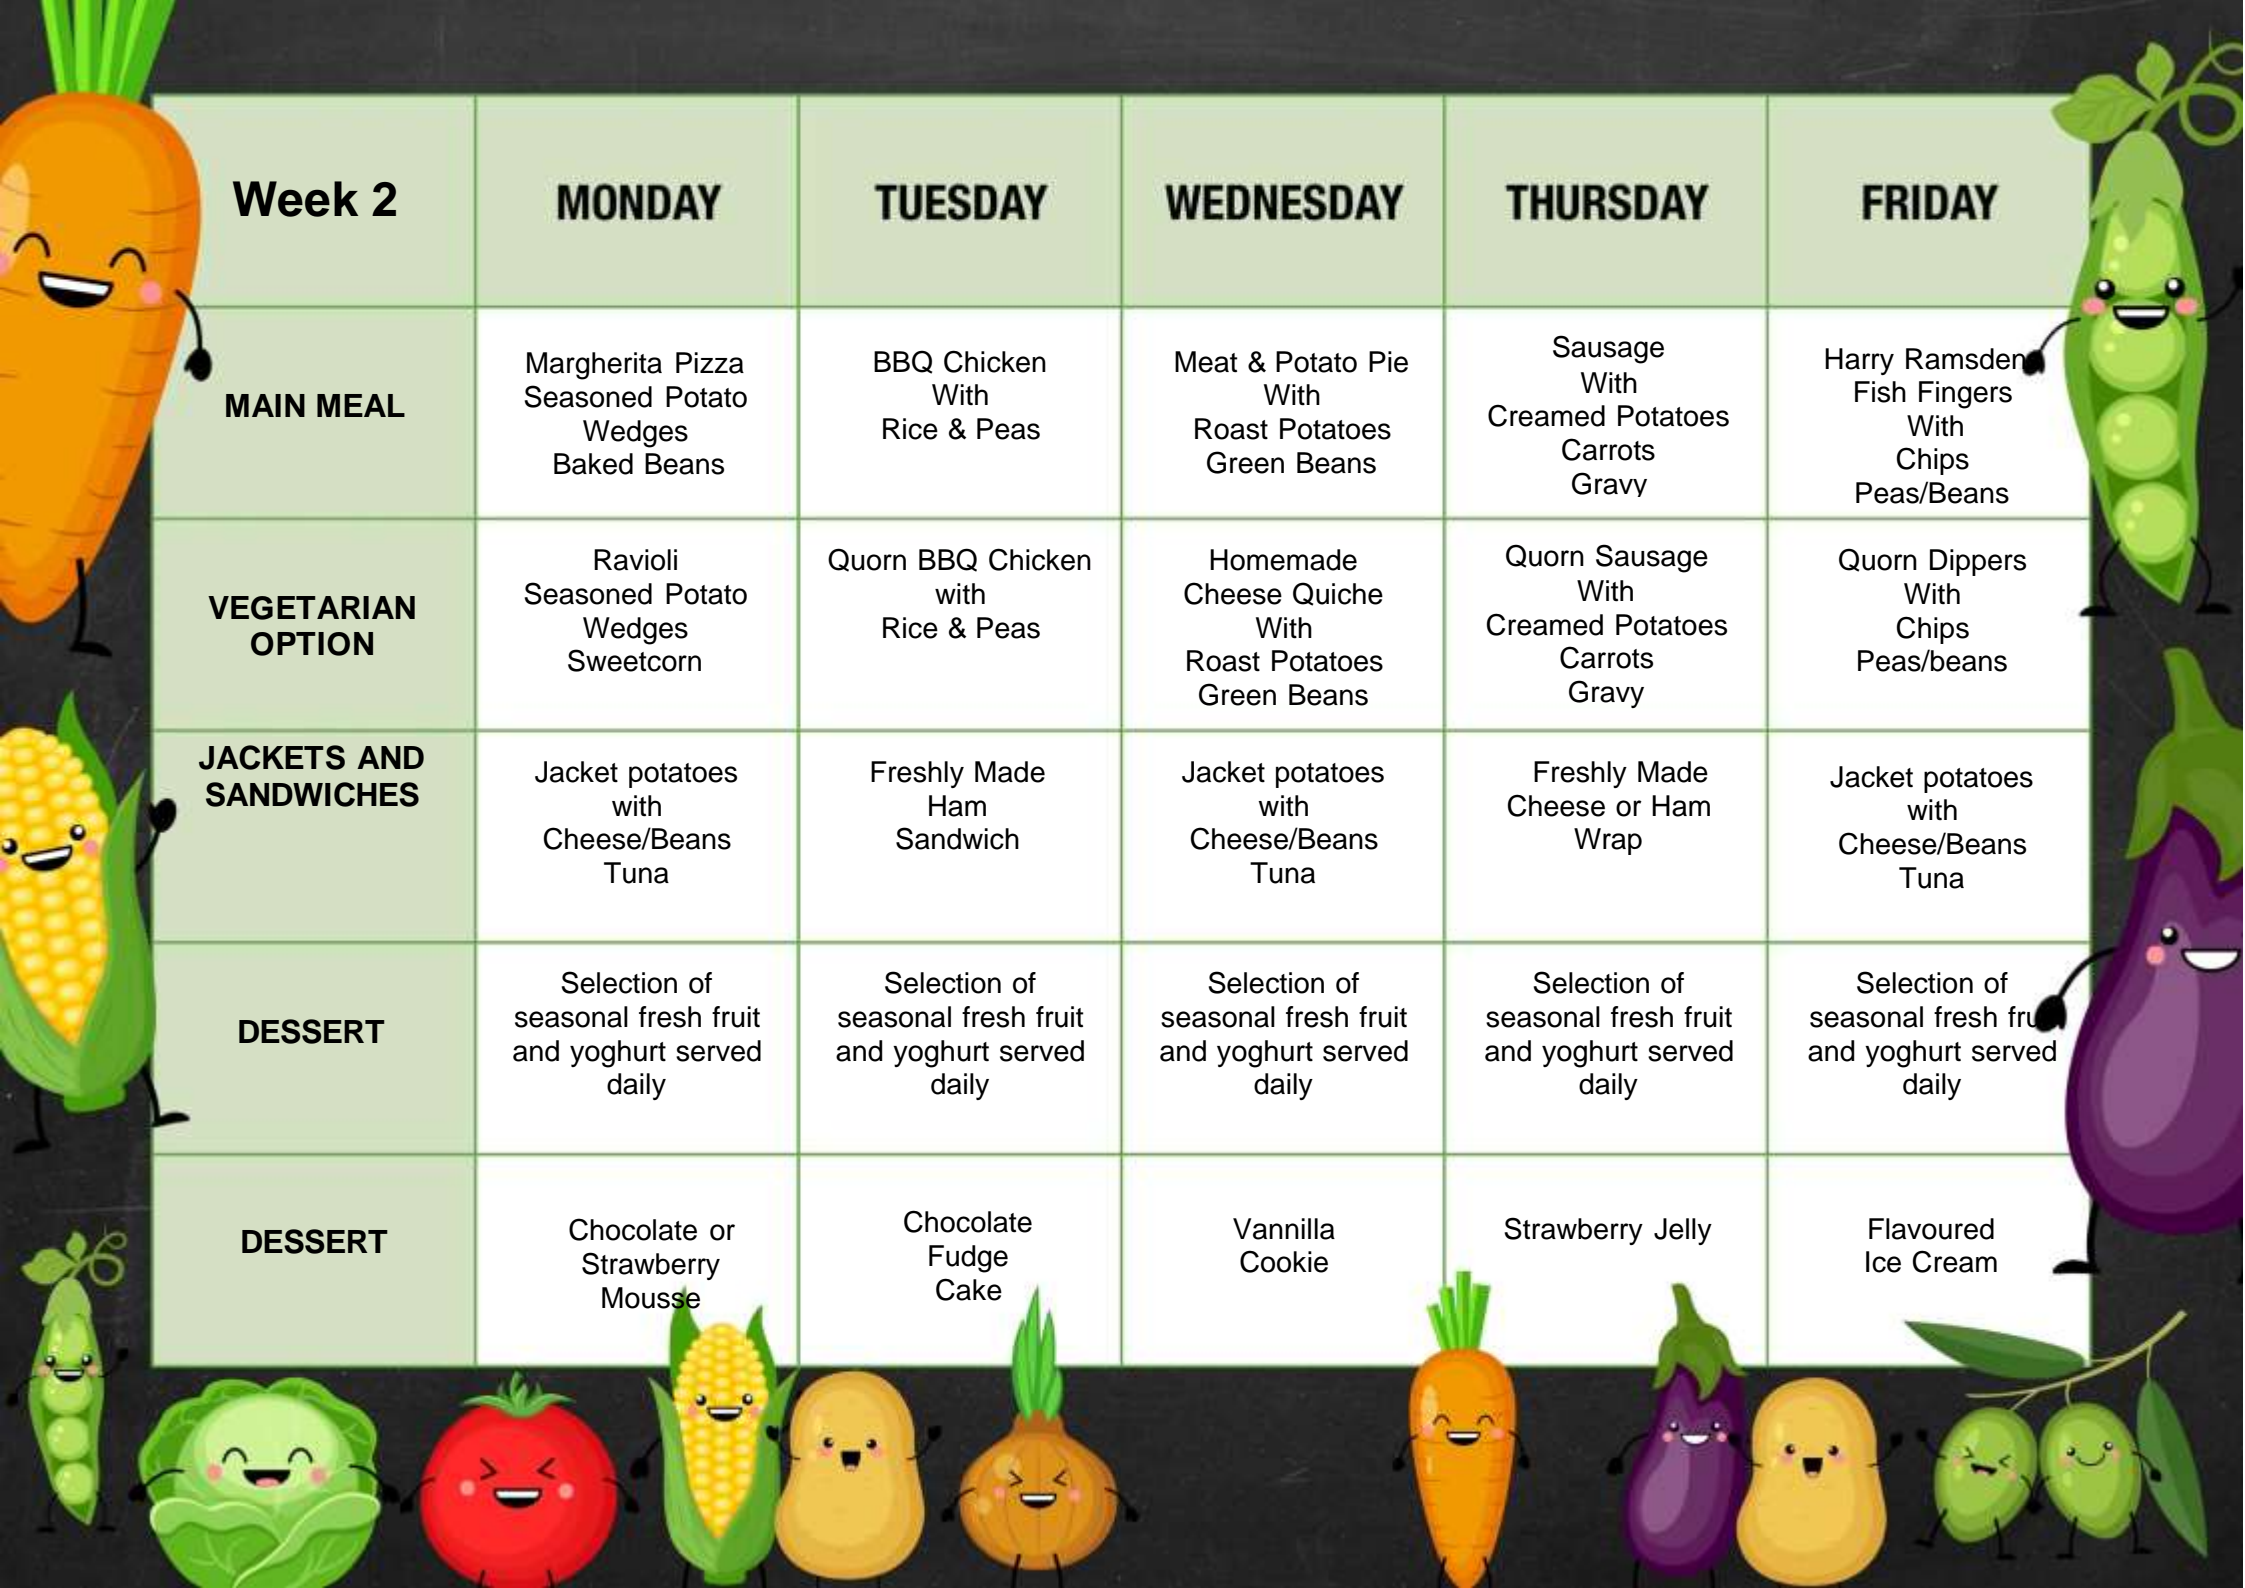 Week 2
MONDAY
TUESDAY
WEDNESDAY
THURSDAY
FRIDAY
MAIN MEAL
Margherita Pizza
Seasoned Potato
Wedges
Baked Beans
BBQ Chicken
With
Rice & Peas
Meat & Potato Pie
With
Roast Potatoes
Green Beans
Sausage
With
Creamed Potatoes
Carrots
Gravy
Harry Ramsden
Fish Fingers
With
Chips
Peas/Beans
VEGETARIAN
OPTION
Ravioli
Seasoned Potato
Wedges
Sweetcorn
Quorn BBQ Chicken
with
Rice & Peas
Homemade
Cheese Quiche
With
Roast Potatoes
Green Beans
Quorn Sausage
With
Creamed Potatoes
Carrots
Gravy
Quorn Dippers
With
Chips
Peas/beans
JACKETS AND
SANDWICHES
Jacket potatoes
with
Cheese/Beans
Tuna
Freshly Made
Ham
Sandwich
Jacket potatoes
with
Cheese/Beans
Tuna
Freshly Made
Cheese or Ham
Wrap
Jacket potatoes
with
Cheese/Beans
Tuna
DESSERT
Selection of
seasonal fresh fruit
and yoghurt served
daily
Selection of
seasonal fresh fruit
and yoghurt served
daily
Selection of
seasonal fresh fruit
and yoghurt served
daily
Selection of
seasonal fresh fruit
and yoghurt served
daily
Selection of
seasonal fresh fruit
and yoghurt served
daily
DESSERT
Chocolate or
Strawberry
Mousse
Chocolate
Fudge
Cake
Vannilla
Cookie
Strawberry Jelly
Flavoured
Ice Cream